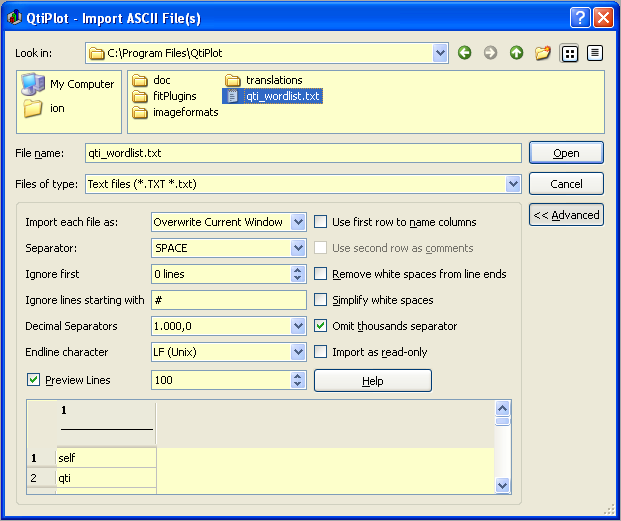 QtiPlot - Import ASCII File(s)
Look in: C:\Program Files\QtiPlot
My Computer
ion
doc
fitPlugins
imageformats
translations
qti_wordlist.txt
File name: qti_wordlist.txt Open
Files of type: Text files (*.TXT *.txt) Cancel
<< Advanced
Import each file as: Overwrite Current Window Use first row to name columns
Separator: SPACE Use second row as comments
Ignore first 0 lines Remove white spaces from line ends
Ignore lines starting with # Simplify white spaces
Decimal Separators 1.000,0 Omit thousands separator
Endline character LF (Unix) Import as read-only
Preview Lines 100 Help
1
1 self
2 qti